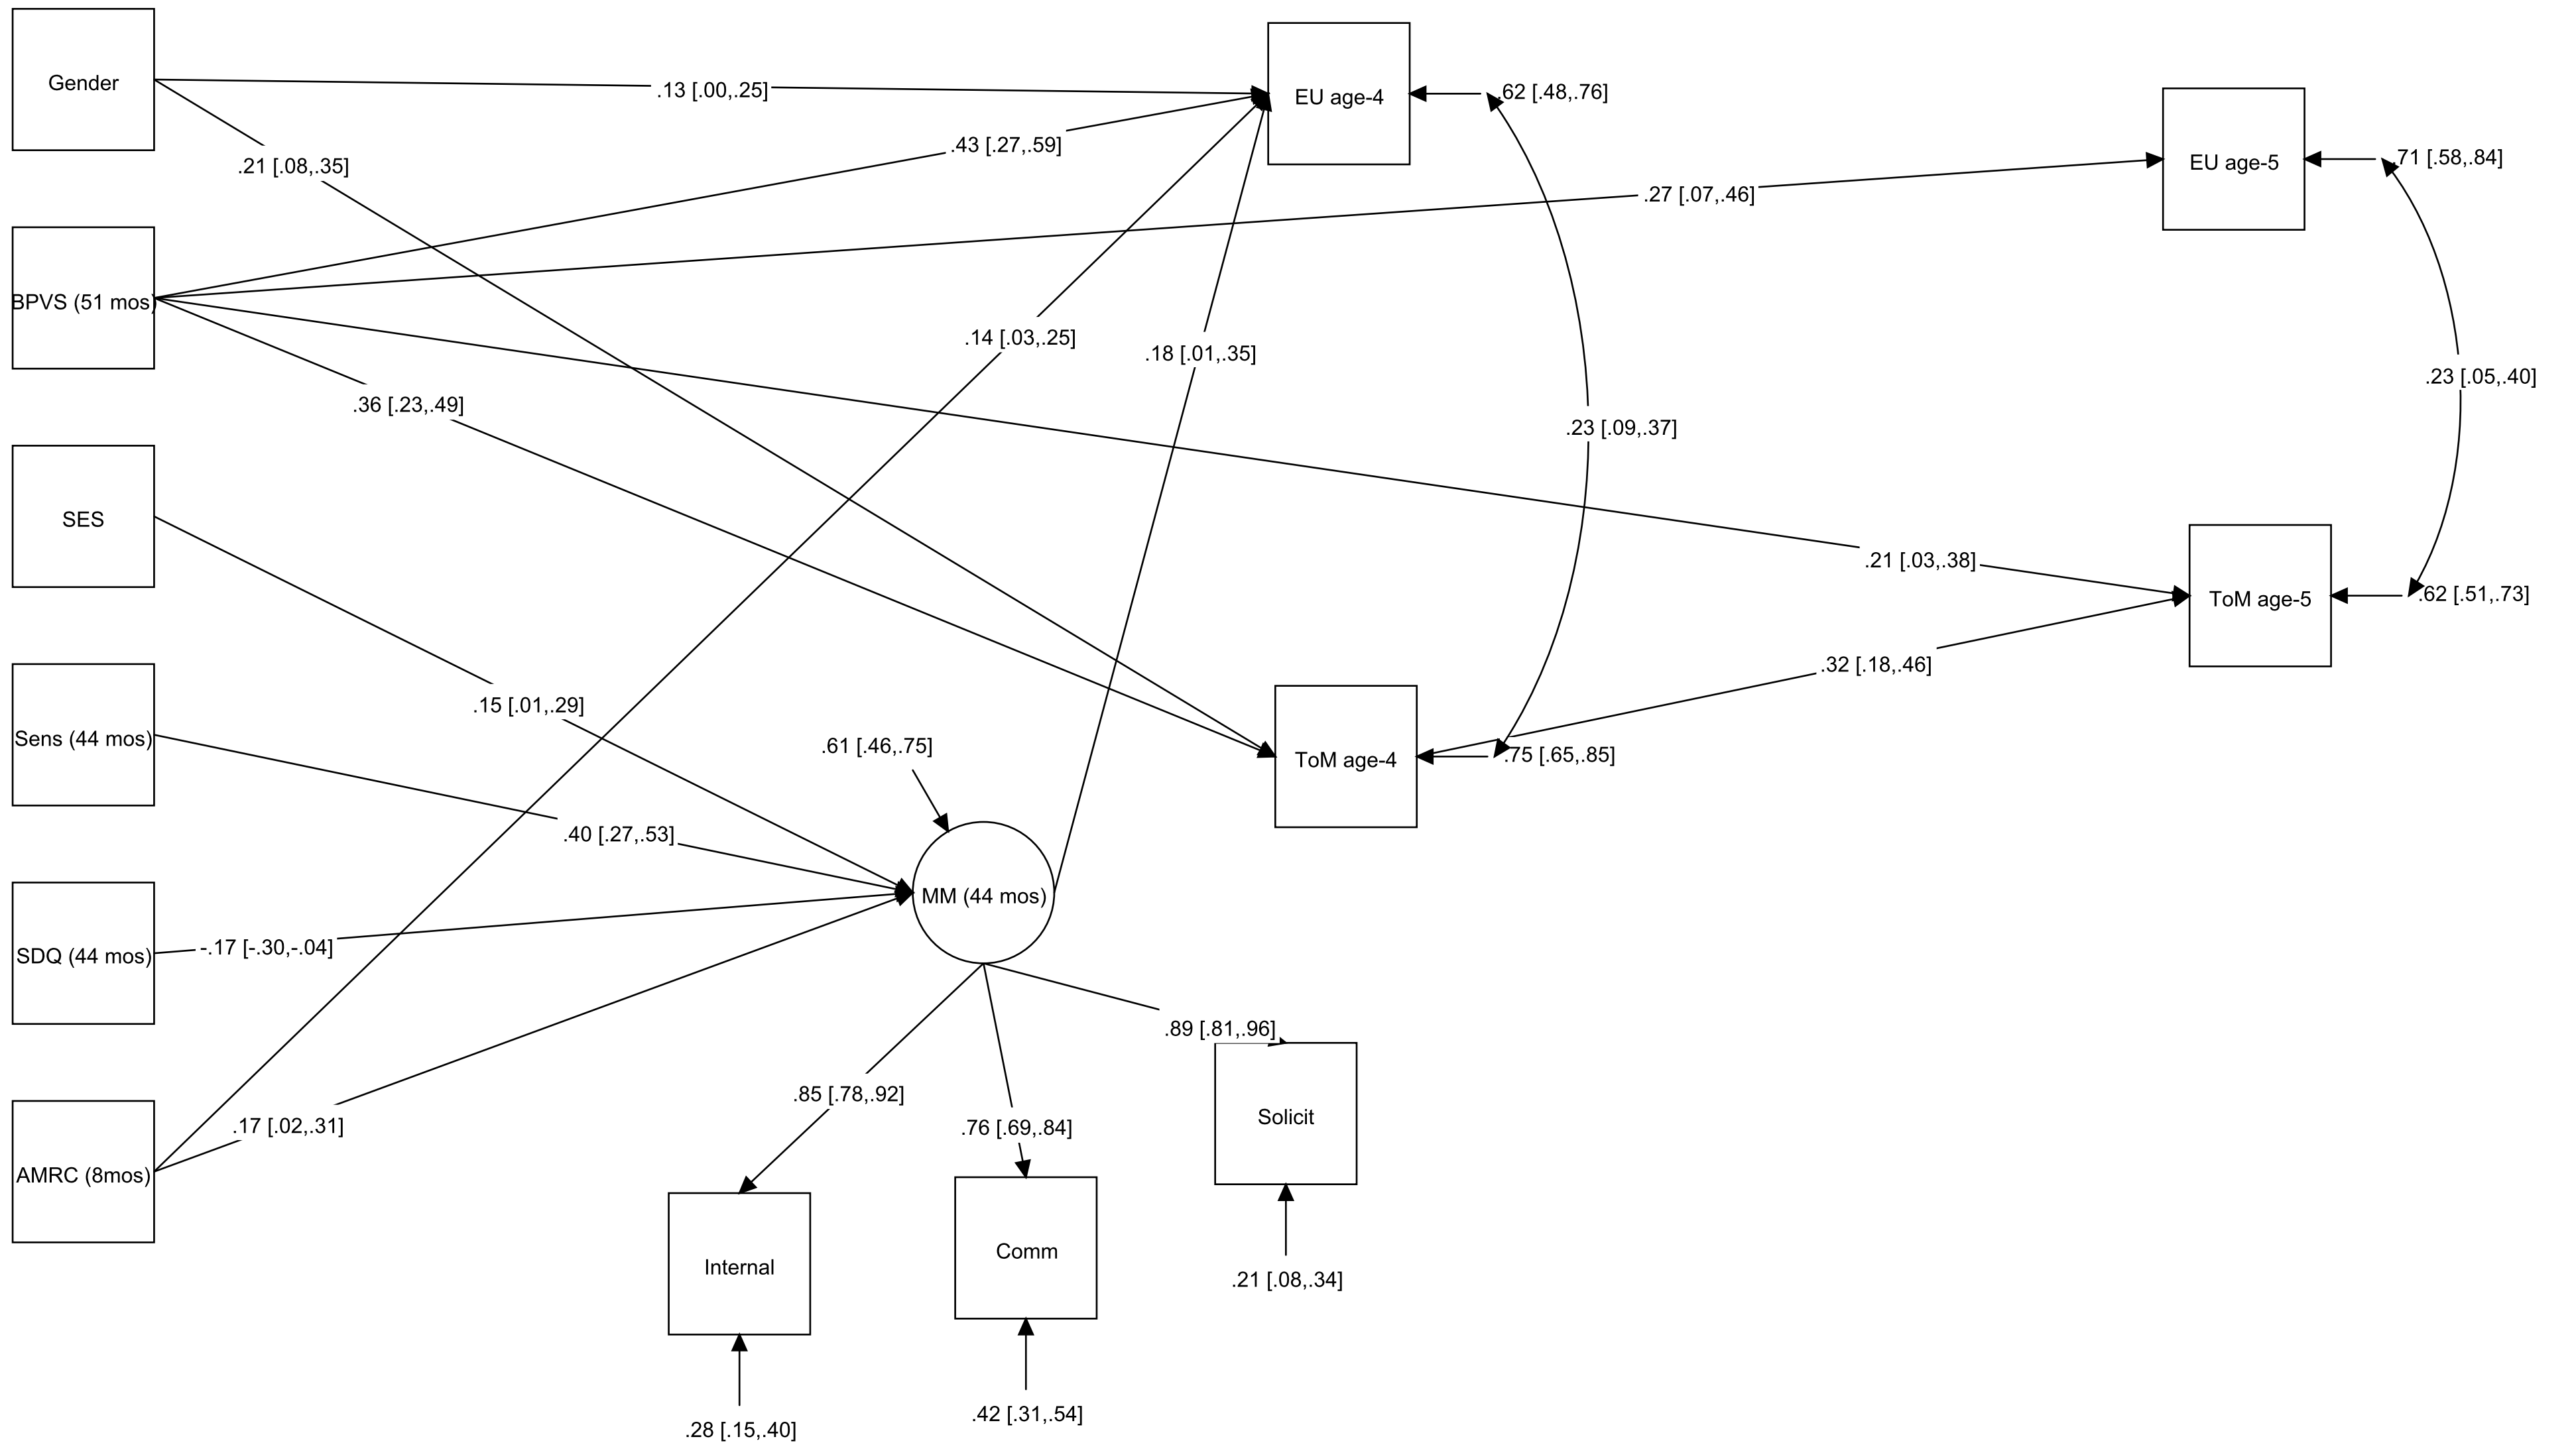 Gender
EU age-4
.62 [.48,.76]
.13 [.00,.25]
.43 [.27,.59]
EU age-5
.71 [.58,.84]
.21 [.08,.35]
.27 [.07,.46]
BPVS (51 mos)
.14 [.03,.25]
.18 [.01,.35]
.23 [.05,.40]
.36 [.23,.49]
.23 [.09,.37]
SES
.21 [.03,.38]
ToM age-5
.62 [.51,.73]
.32 [.18,.46]
.15 [.01,.29]
Sens (44 mos)
.61 [.46,.75]
ToM age-4
.75 [.65,.85]
.40 [.27,.53]
MM (44 mos)
SDQ (44 mos)
-.17 [-.30,-.04]
.89 [.81,.96]
.85 [.78,.92]
.76 [.69,.84]
Solicit
.17 [.02,.31]
AMRC (8mos)
Internal
Comm
.21 [.08,.34]
.28 [.15,.40]
.42 [.31,.54]